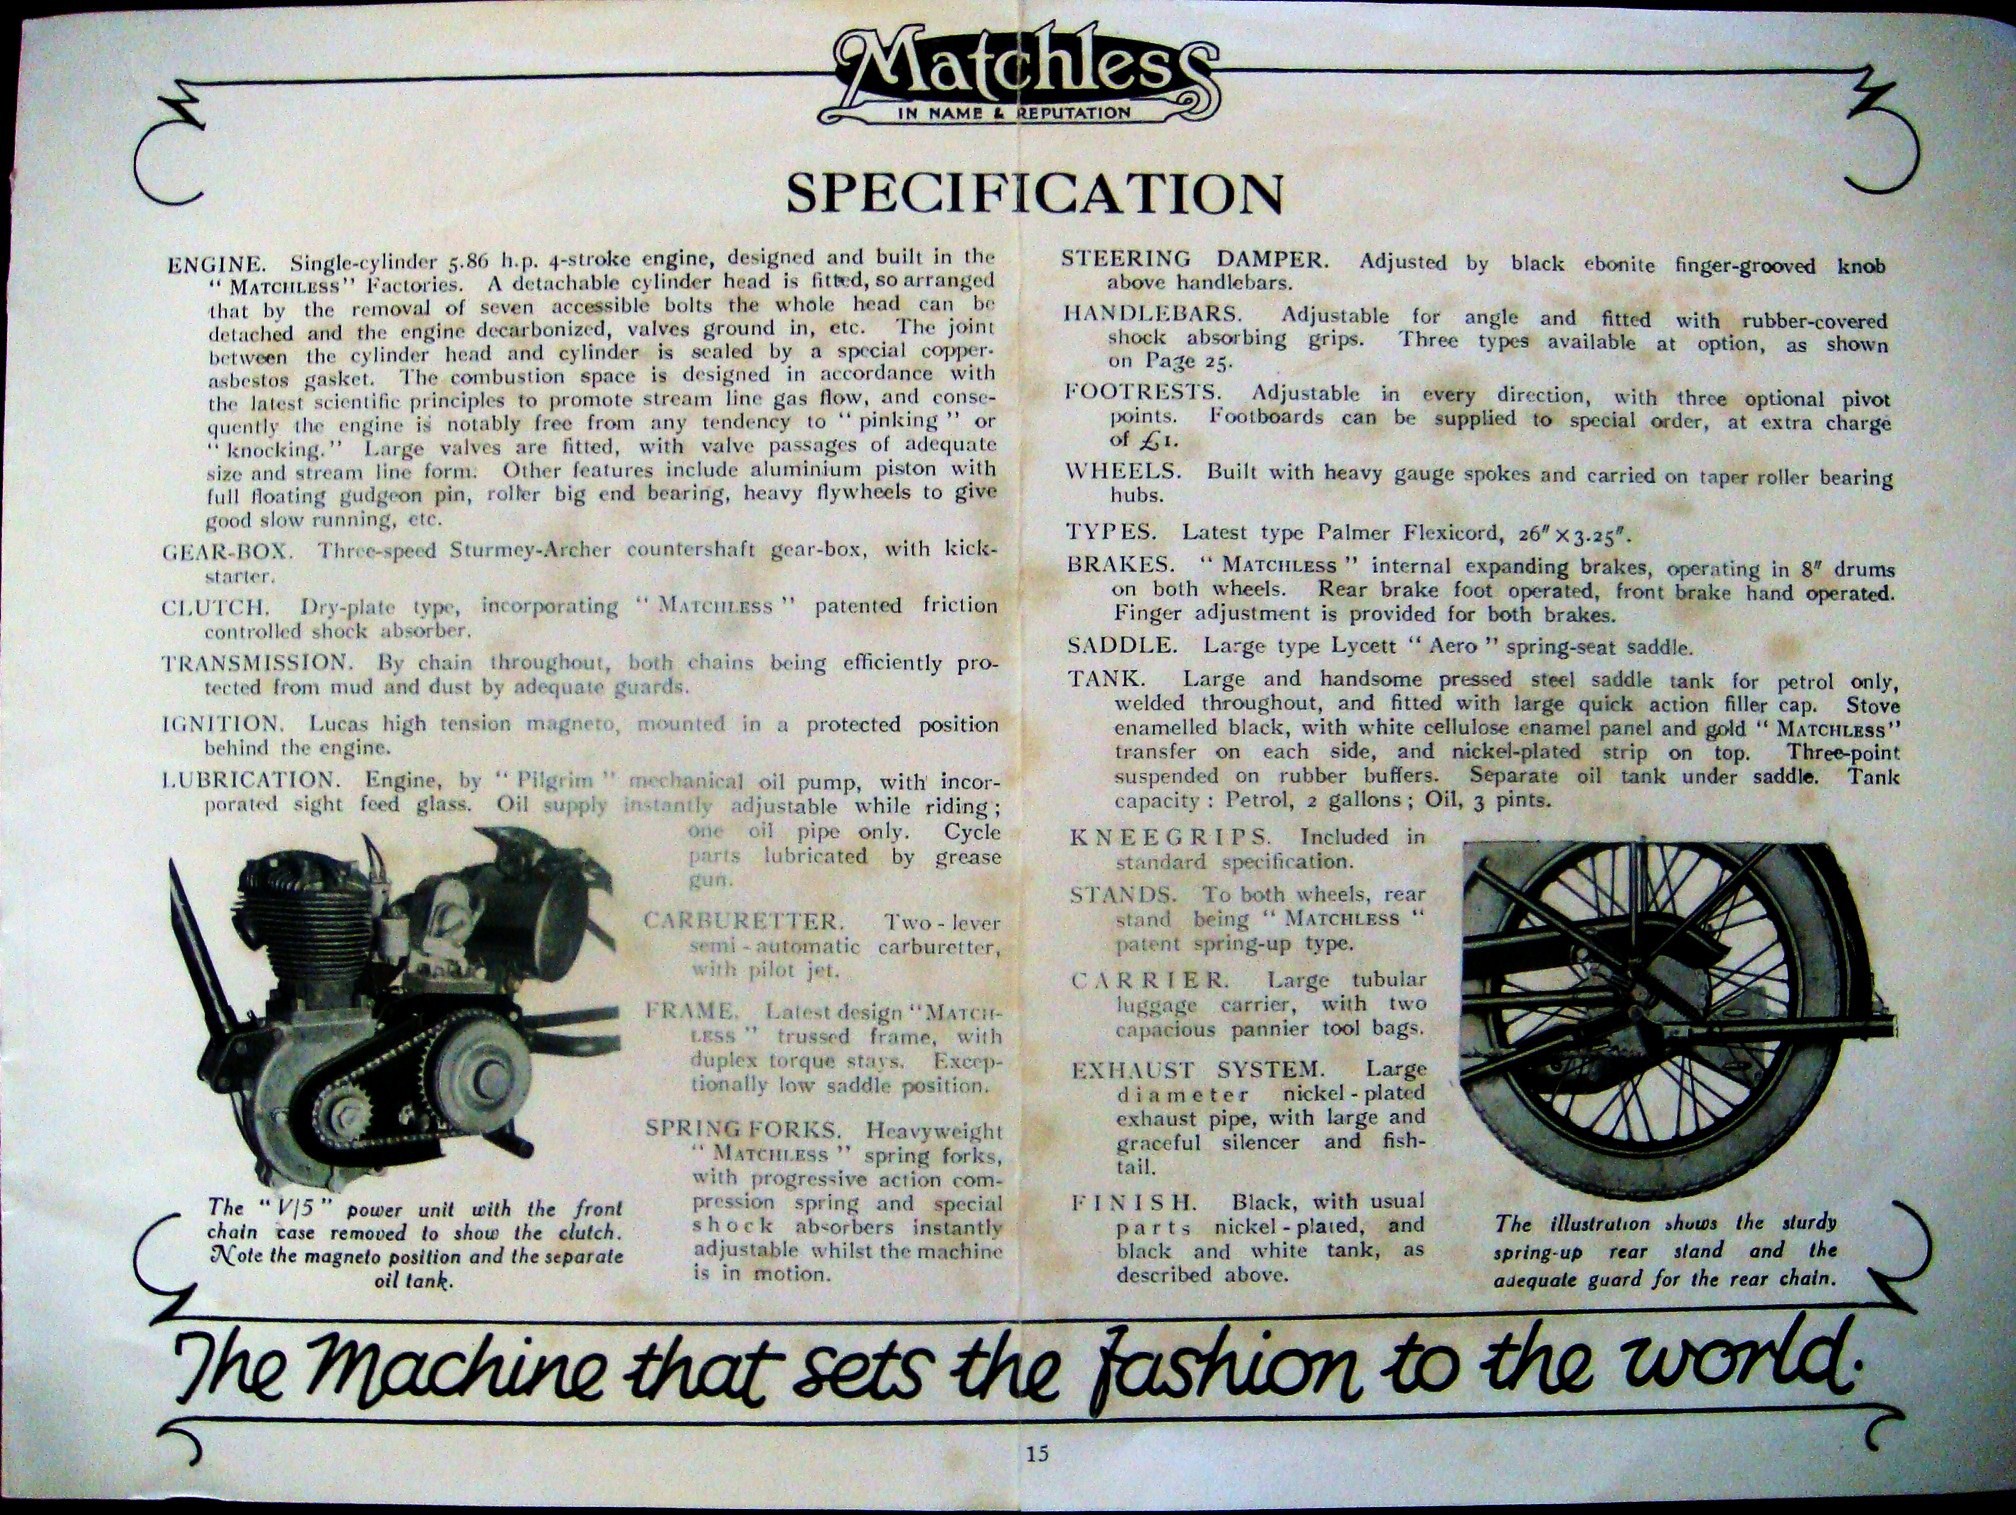 Matchless
IN NAME & REPUTATION
SPECIFICATION
ENGINE. Single-cylinder 5.86 h.p. 4-stroke engine, designed and built in the
" MATCHLESS" Factories. A detachable cylinder head is fitted, so arranged
that by the removal of seven accessible bolts the whole head can be
detached and the engine decarbonized, valves ground in, etc. The joint
between the cylinder head and cylinder is sealed by a special copper-
asbestos gasket. The combustion space is designed in accordance with
the latest scientific principles to promote stream line gas flow, and conse-
quently the engine is notably free from any tendency to " pinking " or
" knocking." Large valves are fitted, with valve passages of adequate
size and stream line form. Other features include aluminium piston with
full floating gudgeon pin, roller big end bearing, heavy flywheels to give
good slow running, etc.
GEAR-BOX. Three-speed Sturmey-Archer countershaft gear-box, with kick-
starter.
CLUTCH. Dry-plate type, incorporating " MATCHLESS " patented friction
controlled shock absorber.
TRANSMISSION. By chain throughout, both chains being efficiently pro-
tected from mud and dust by adequate guards.
IGNITION. Lucas high tension magneto, mounted in a protected position
behind the engine.
LUBRICATION. Engine, by " Pilgrim " mechanical oil pump, with incor-
porated sight feed glass. Oil supply instantly adjustable while riding ;
one oil pipe only. Cycle
parts lubricated by grease
gun.
CARBURETTER. Two-lever
semi-automatic carburetter,
with pilot jet.
FRAME. Latest design "MATCH-
LESS " trussed frame, with
duplex torque stays. Excep-
tionally low saddle position.
SPRING FORKS. Heavyweight
" MATCHLESS " spring forks,
with progressive action com-
pression spring and special
shock absorbers instantly
adjustable whilst the machine
is in motion.
The "V/5" power unit with the front
chain case removed to show the clutch.
Note the magneto position and the separate
oil tank.
STEERING DAMPER. Adjusted by black ebonite finger-grooved knob
above handlebars.
HANDLEBARS. Adjustable for angle and fitted with rubber-covered
shock absorbing grips. Three types available at option, as shown
on Page 25.
FOOTRESTS. Adjustable in every direction, with three optional pivot
points. Footboards can be supplied to special order, at extra charge
of £1.
WHEELS. Built with heavy gauge spokes and carried on taper roller bearing
hubs.
TYPES. Latest type Palmer Flexicord, 26" × 3.25".
BRAKES. " MATCHLESS " internal expanding brakes, operating in 8" drums
on both wheels. Rear brake foot operated, front brake hand operated.
Finger adjustment is provided for both brakes.
SADDLE. Large type Lycett " Aero " spring-seat saddle.
TANK. Large and handsome pressed steel saddle tank for petrol only,
welded throughout, and fitted with large quick action filler cap. Stove
enamelled black, with white cellulose enamel panel and gold " MATCHLESS"
transfer on each side, and nickel-plated strip on top. Three-point
suspended on rubber buffers. Separate oil tank under saddle. Tank
capacity : Petrol, 2 gallons ; Oil, 3 pints.
KNEEGRIPS. Included in
standard specification.
STANDS. To both wheels, rear
stand being " MATCHLESS "
patent spring-up type.
CARRIER. Large tubular
luggage carrier, with two
capacious pannier tool bags.
EXHAUST SYSTEM. Large
diameter nickel-plated
exhaust pipe, with large and
graceful silencer and fish-
tail.
FINISH. Black, with usual
parts nickel-plated, and
black and white tank, as
described above.
The illustration shows the sturdy
spring-up rear stand and the
adequate guard for the rear chain.
The Machine that sets the fashion to the world.
15